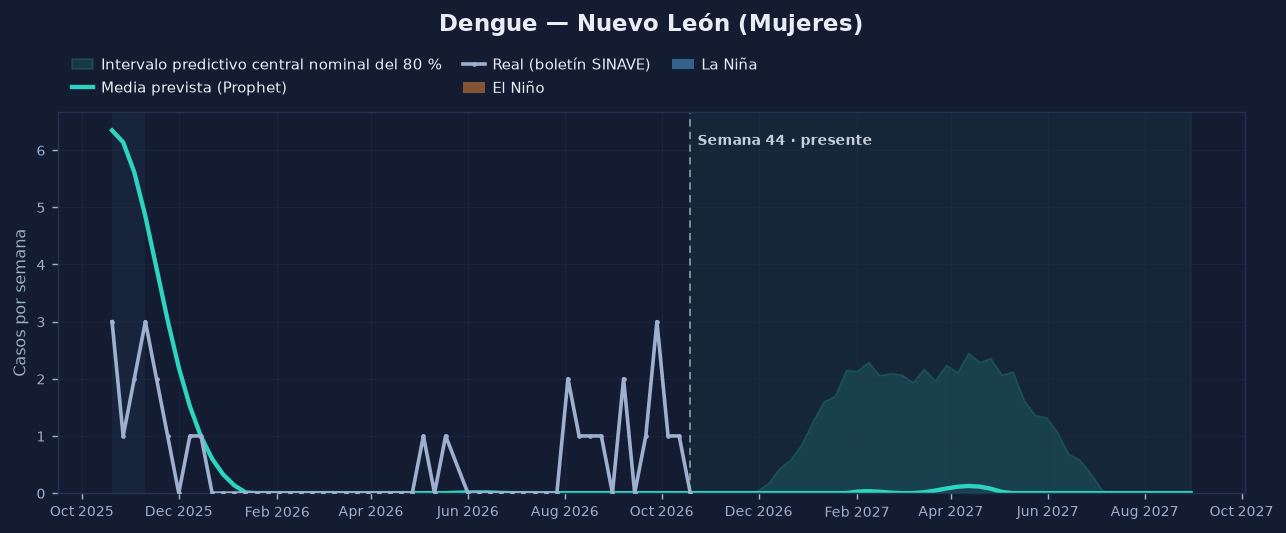 Dengue — Nuevo León (Mujeres)
Intervalo predictivo central nominal del 80 %
Real (boletín SINAVE)
La Niña
Media prevista (Prophet)
El Niño
Semana 44 · presente
Casos por semana
6
5
4
3
2
1
0
Oct 2025
Dec 2025
Feb 2026
Apr 2026
Jun 2026
Aug 2026
Oct 2026
Dec 2026
Feb 2027
Apr 2027
Jun 2027
Aug 2027
Oct 2027